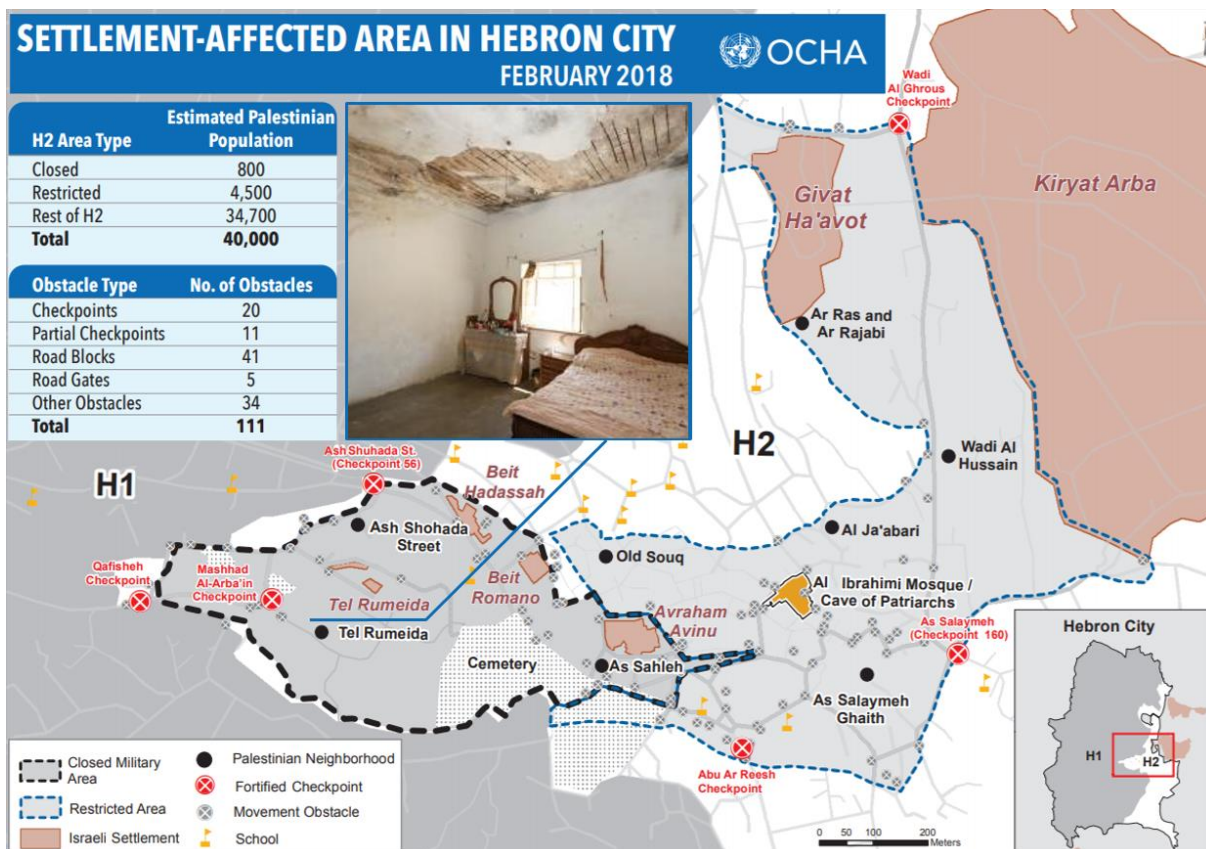 SETTLEMENT-AFFECTED AREA IN HEBRON CITY
FEBRUARY 2018
OCHA
H2 Area Type Estimated Palestinian Population
Closed 800
Restricted 4,500
Rest of H2 34,700
Total 40,000
Obstacle Type No. of Obstacles
Checkpoints 20
Partial Checkpoints 11
Road Blocks 41
Road Gates 5
Other Obstacles 34
Total 111
Wadi
Al Ghrous
Checkpoint
Givat
Ha'avot
Kiryat Arba
Ar Ras and
Ar Rajabi
H2
Wadi Al
Hussain
H1
Ash Shuhada St.
(Checkpoint 56)
Beit
Hadassah
Ash Shohada
Street
Al Ja'abari
Old Souq
Qafisheh
Checkpoint
Mashhad
Al-Arba'in
Checkpoint
Beit
Romano
Tel Rumeida
Tel Rumeida
Avraham
Avinu
Al Ibrahimi Mosque /
Cave of Patriarchs
As Salaymeh
(Checkpoint 160)
Cemetery
As Sahleh
As Salaymeh
Ghaith
Abu Ar Reesh
Checkpoint
Hebron City
H1
H2
Closed Military
Area
Restricted Area
Israeli Settlement
Palestinian Neighborhood
Fortified Checkpoint
Movement Obstacle
School
0 50 100 200
Meters